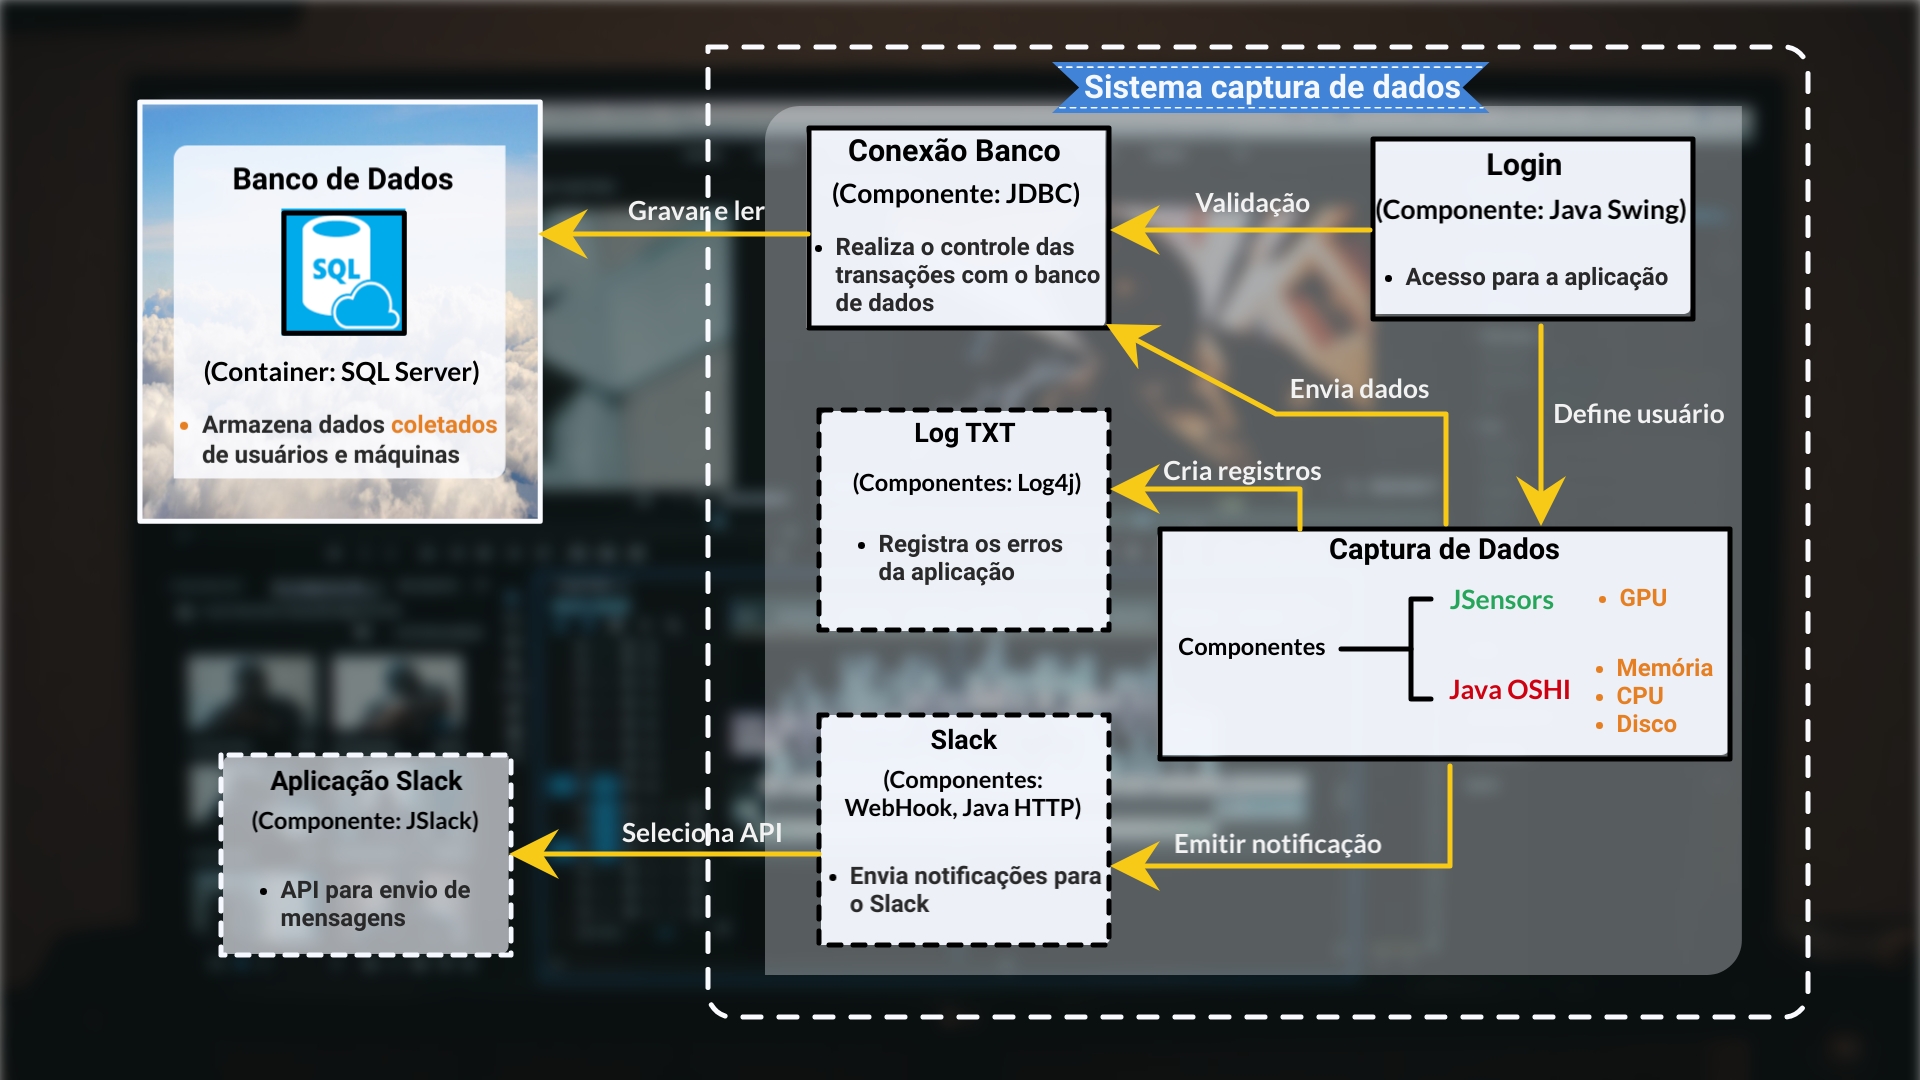 Sistema captura de dados
Banco de Dados
SQL
(Container: SQL Server)
• Armazena dados coletados
de usuários e máquinas
Gravar e ler
Conexão Banco
(Componente: JDBC)
• Realiza o controle das
transações com o banco
de dados
Validação
Login
(Componente: Java Swing)
• Acesso para a aplicação
Envia dados
Define usuário
Log TXT
(Componentes: Log4j)
• Registra os erros
da aplicação
Cria registros
Captura de Dados
Componentes
JSensors
• GPU
Java OSHI
• Memória
• CPU
• Disco
Slack
(Componentes:
WebHook, Java HTTP)
• Envia notificações para
o Slack
Emitir notificação
Seleciona API
Aplicação Slack
(Componente: JSlack)
• API para envio de
mensagens